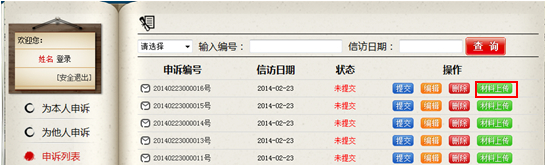 欢迎您：
姓名 登录
[安全退出]
为本人申诉
为他人申诉
申诉列表
请选择 输入编号： 信访日期： 查 询
申诉编号 信访日期 状态 操作
20140223000016号 2014-02-23 未提交 提交 编辑 删除 材料上传
20140223000015号 2014-02-23 未提交 提交 编辑 删除 材料上传
20140223000014号 2014-02-23 未提交 提交 编辑 删除 材料上传
20140223000013号 2014-02-23 未提交 提交 编辑 删除 材料上传
20140223000011号 2014-02-23 未提交 提交 编辑 删除 材料上传